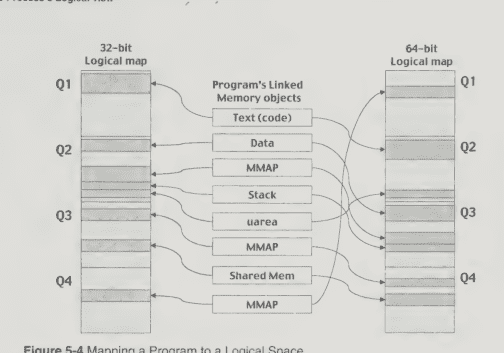 32-bit
Logical map
64-bit
Logical map
Program's Linked
Memory objects
Q1
Q2
Q3
Q4
Text (code)
Data
MMAP
Stack
uarea
MMAP
Shared Mem
MMAP
Q1
Q2
Q3
Q4
Figure 5-4 Mapping a Program to a Logical Space